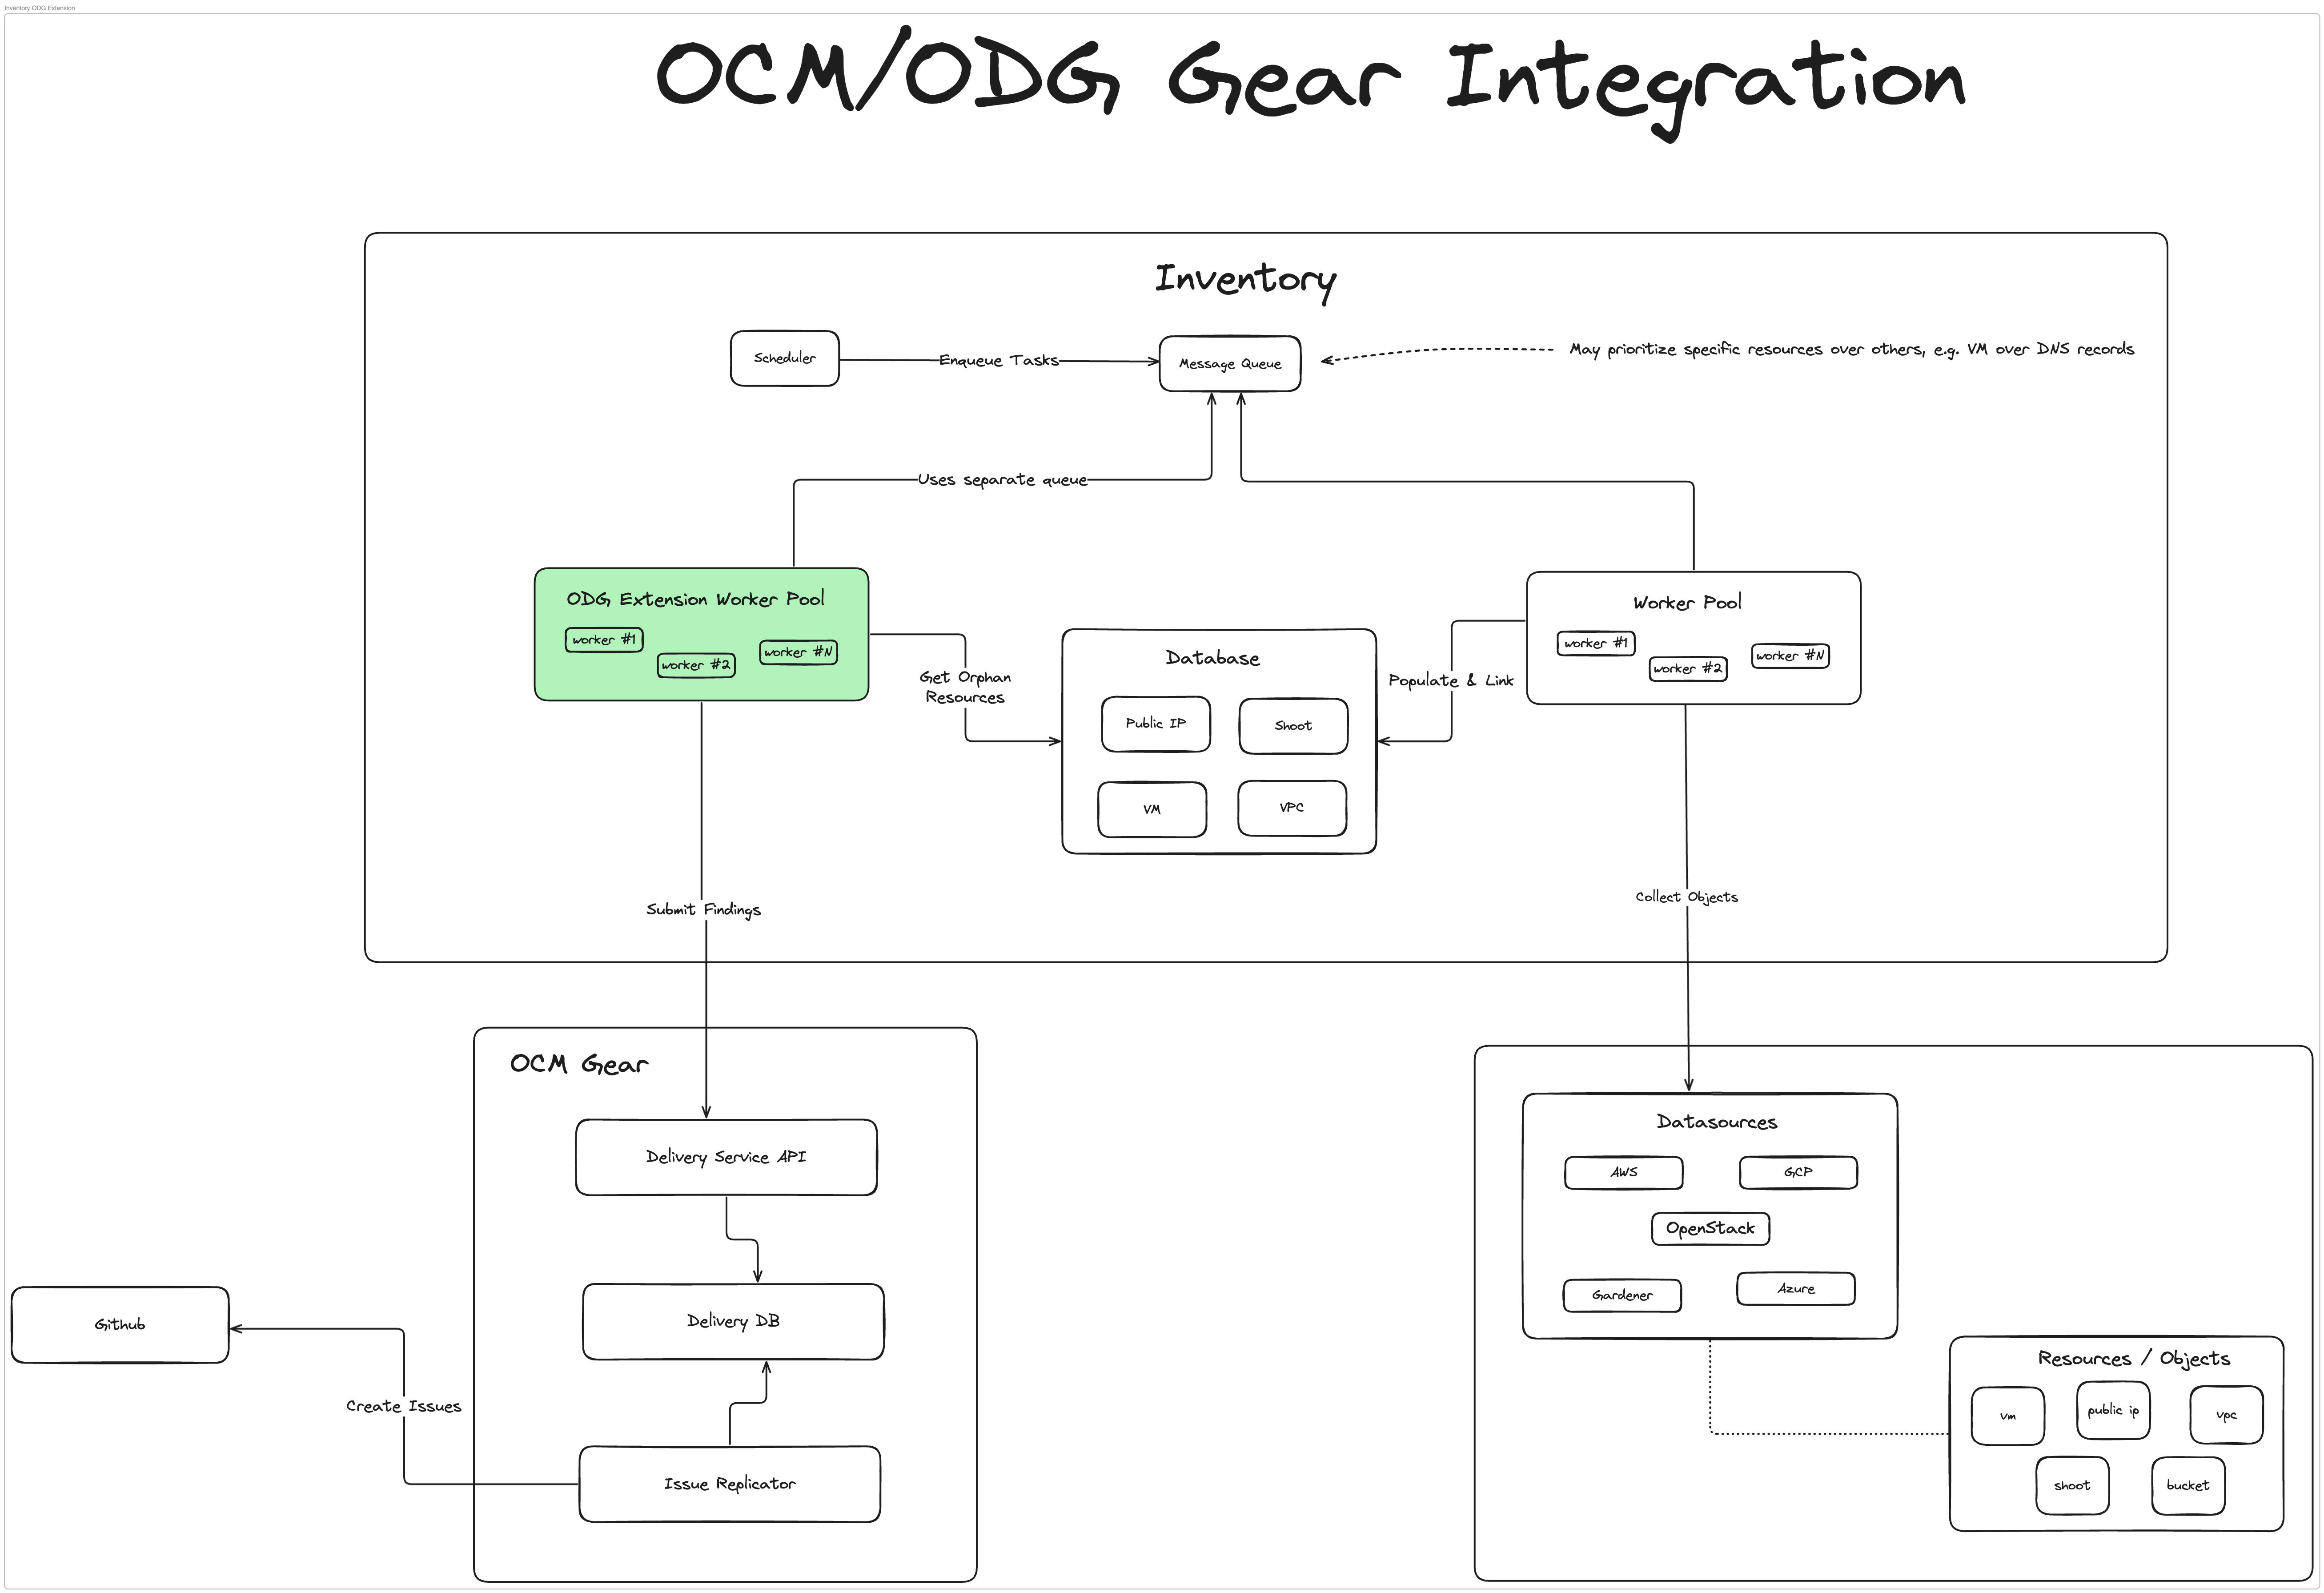 Inventory ODG Extension
OCM/ODG Gear Integration
Inventory
Scheduler
Enqueue Tasks
Message Queue
May prioritize specific resources over others, e.g. VM over DNS records
Uses separate queue
ODG Extension Worker Pool
worker #1
worker #2
worker #N
Get Orphan
Resources
Database
Public IP
Shoot
VM
VPC
Populate & Link
Worker Pool
worker #1
worker #2
worker #N
Submit Findings
Collect Objects
OCM Gear
Delivery Service API
Delivery DB
Issue Replicator
Create Issues
Github
Datasources
AWS
GCP
OpenStack
Gardener
Azure
Resources / Objects
vm
public ip
vpc
shoot
bucket